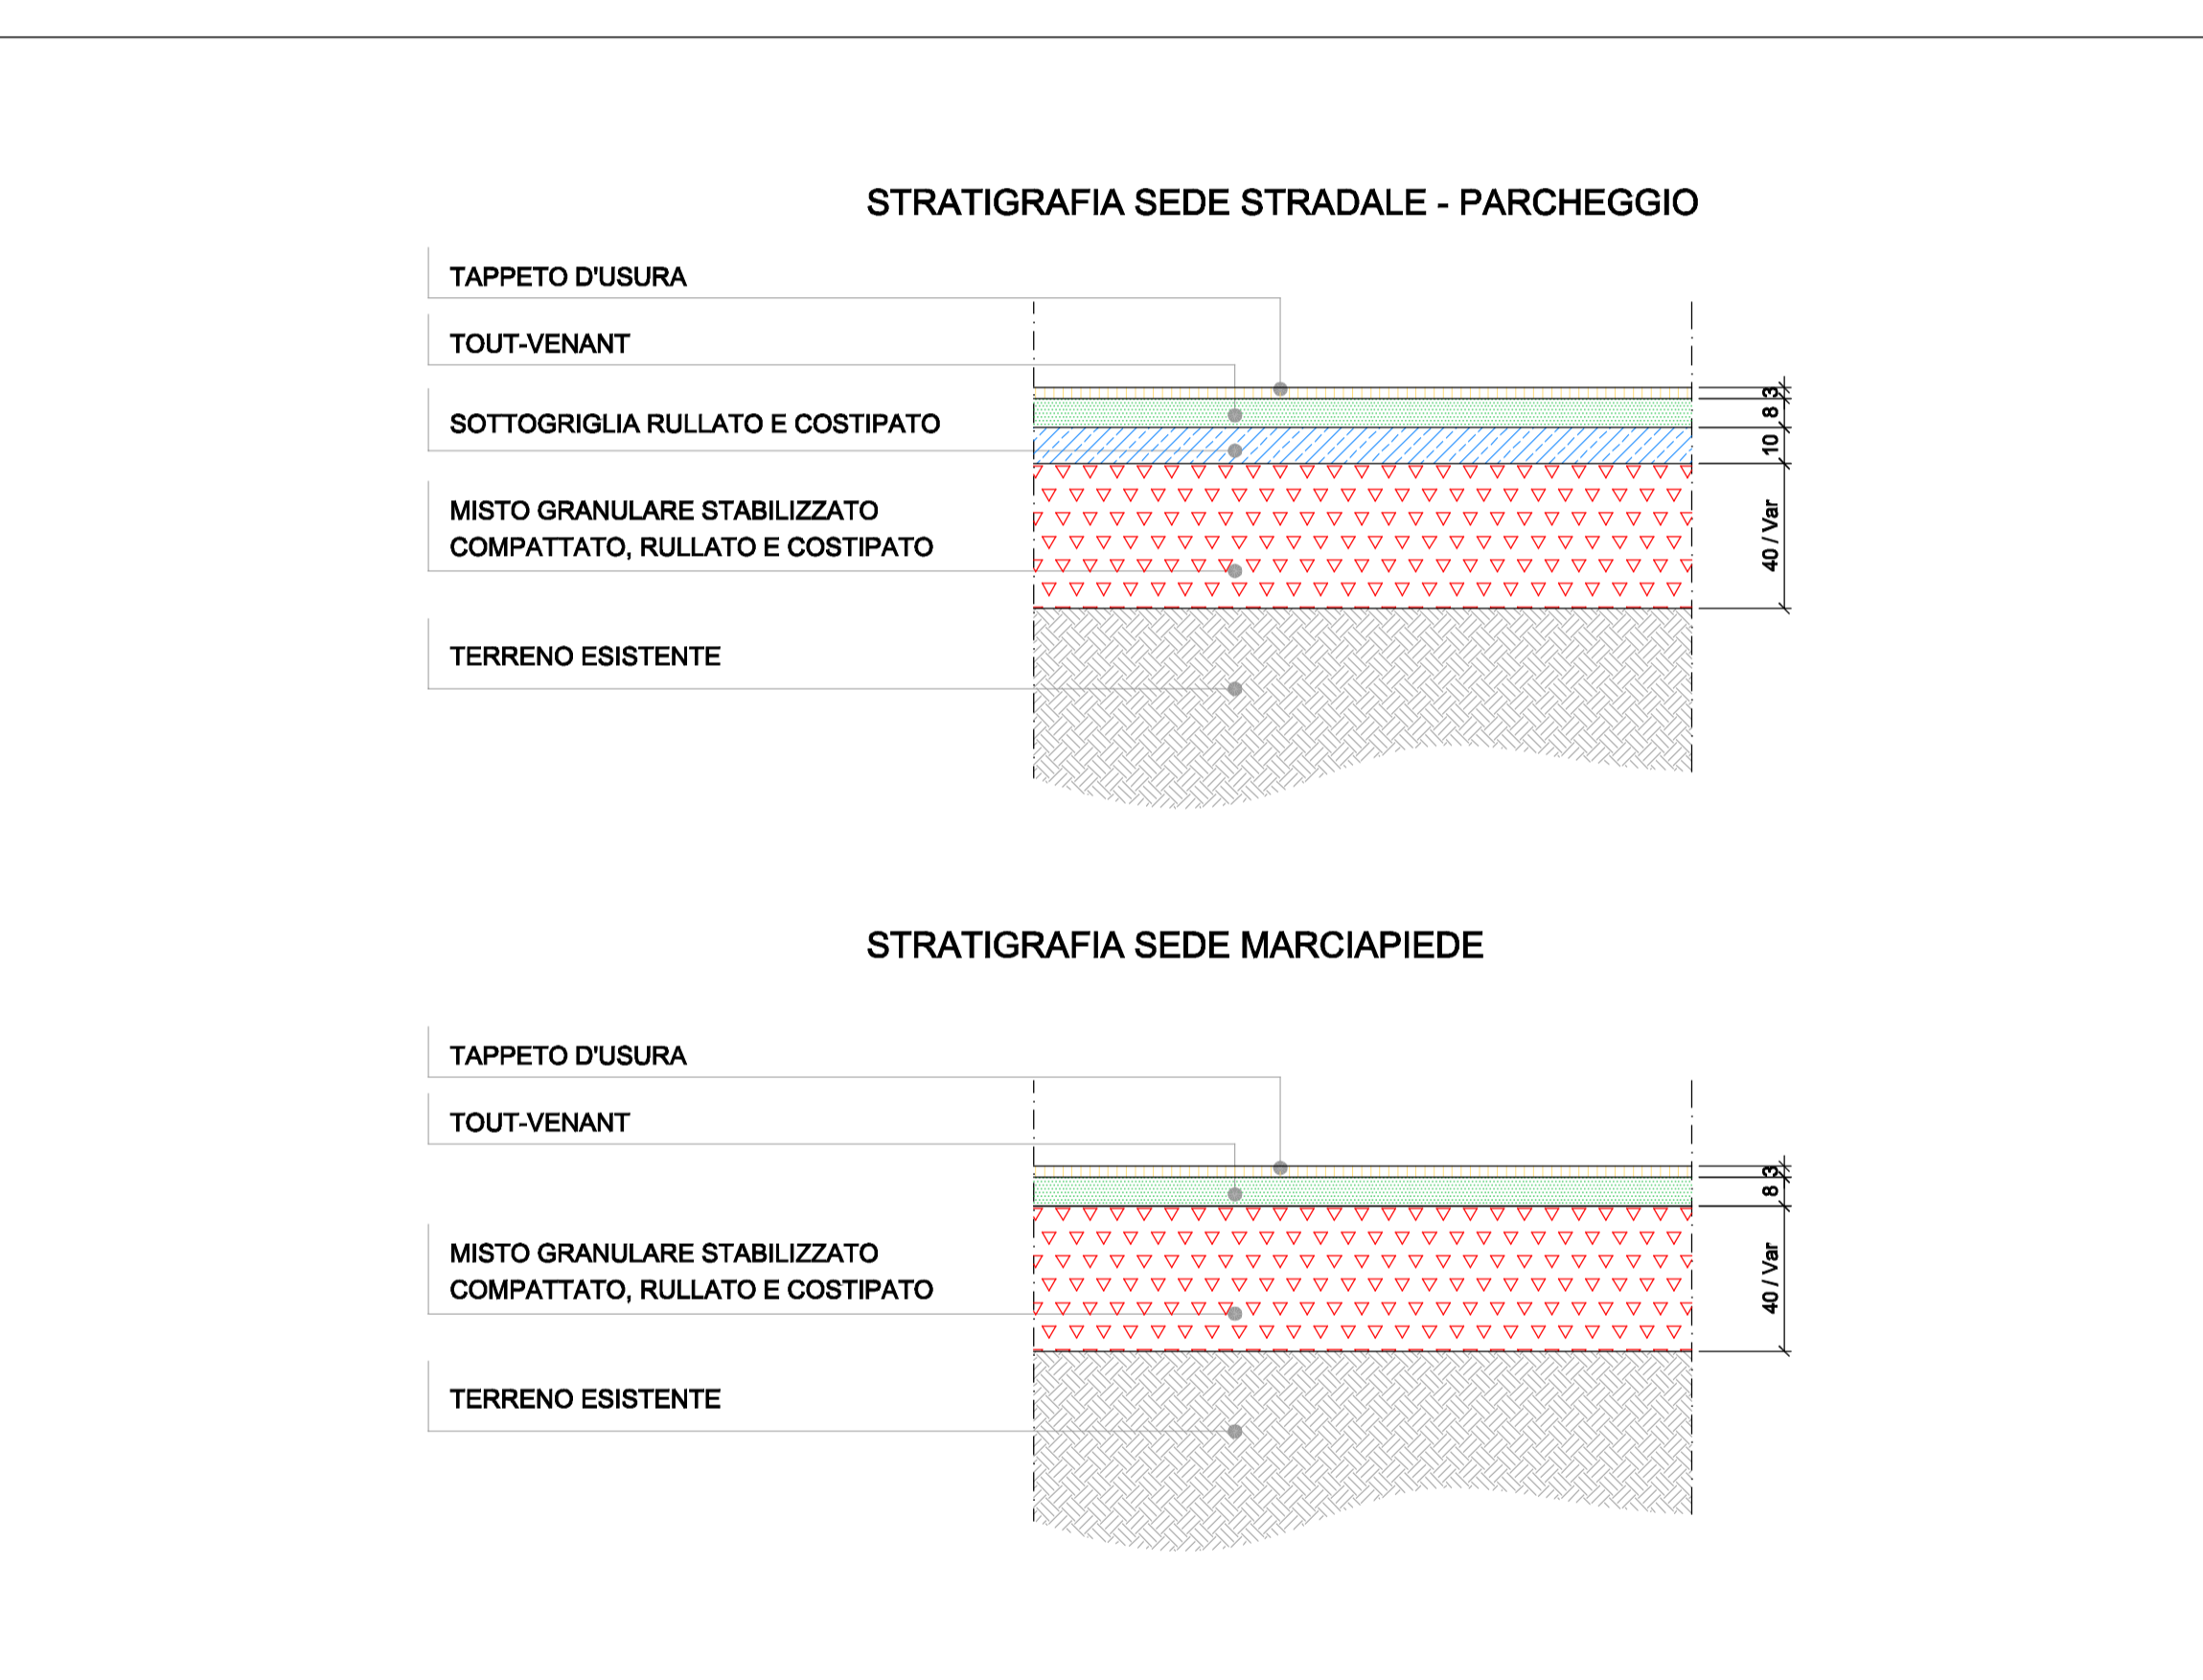 STRATIGRAFIA SEDE STRADALE - PARCHEGGIO
TAPPETO D'USURA
TOUT-VENANT
SOTTOGRIGLIA RULLATO E COSTIPATO
MISTO GRANULARE STABILIZZATO
COMPATTATO, RULLATO E COSTIPATO
TERRENO ESISTENTE
3
8
10
40 / Var
STRATIGRAFIA SEDE MARCIAPIEDE
TAPPETO D'USURA
TOUT-VENANT
MISTO GRANULARE STABILIZZATO
COMPATTATO, RULLATO E COSTIPATO
TERRENO ESISTENTE
3
8
40 / Var